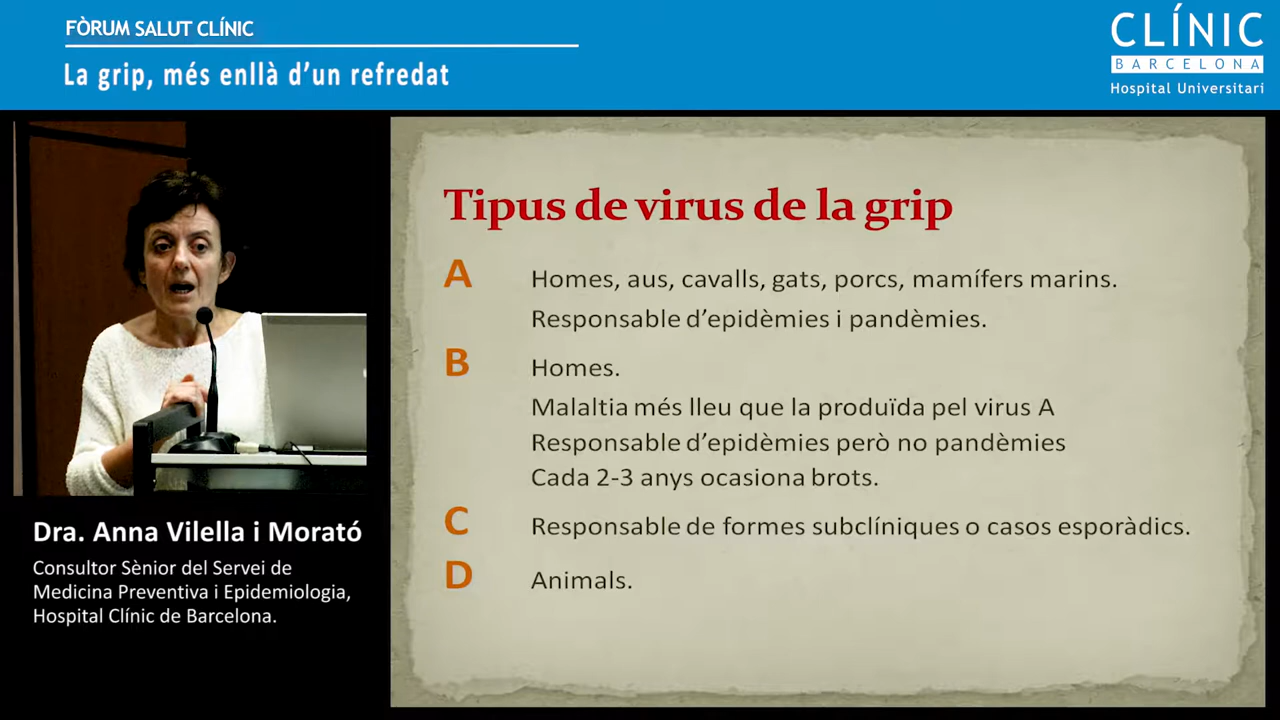 FÒRUM SALUT CLÍNIC
La grip, més enllà d'un refredat
CLÍNIC
BARCELONA
Hospital Universitari
Tipus de virus de la grip
A Homes, aus, cavalls, gats, porcs, mamífers marins.
Responsable d'epidèmies i pandèmies.
B Homes.
Malaltia més lleu que la produïda pel virus A
Responsable d'epidèmies però no pandèmies
Cada 2-3 anys ocasiona brots.
C Responsable de formes subclíniques o casos esporàdics.
D Animals.
Dra. Anna Vilella i Morató
Consultor Sènior del Servei de
Medicina Preventiva i Epidemiologia,
Hospital Clínic de Barcelona.